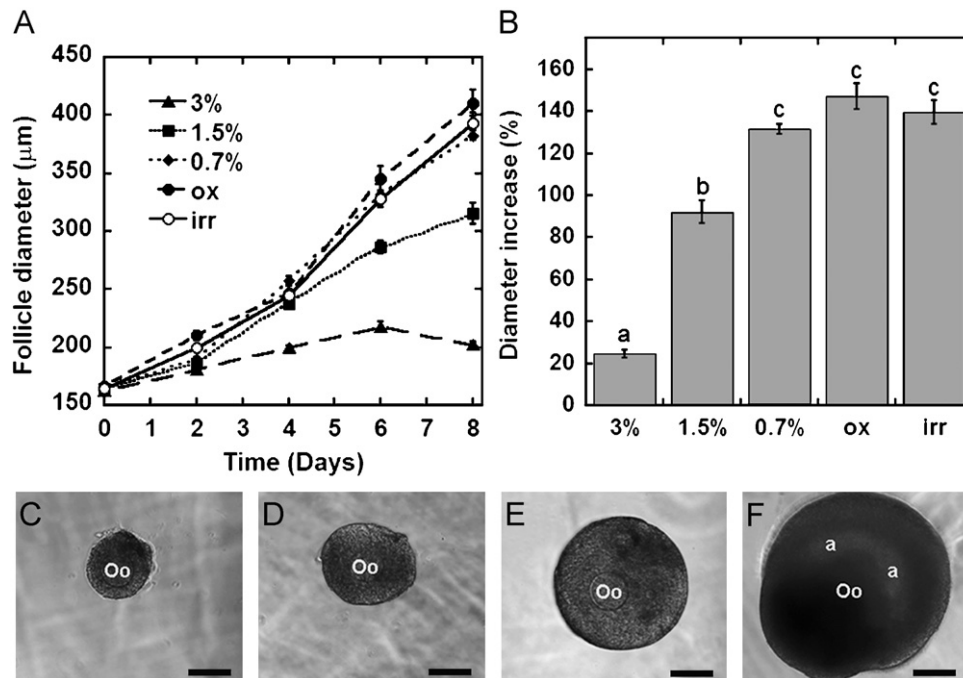 A
450
400
350
300
250
200
150
Follicle diameter (μm)
3%
1.5%
0.7%
ox
irr
0 1 2 3 4 5 6 7 8
Time (Days)
B
160
140
120
100
80
60
40
20
0
Diameter increase (%)
a
b
c
c
c
3% 1.5% 0.7% ox irr
C
Oo
D
Oo
E
Oo
F
a
a
Oo